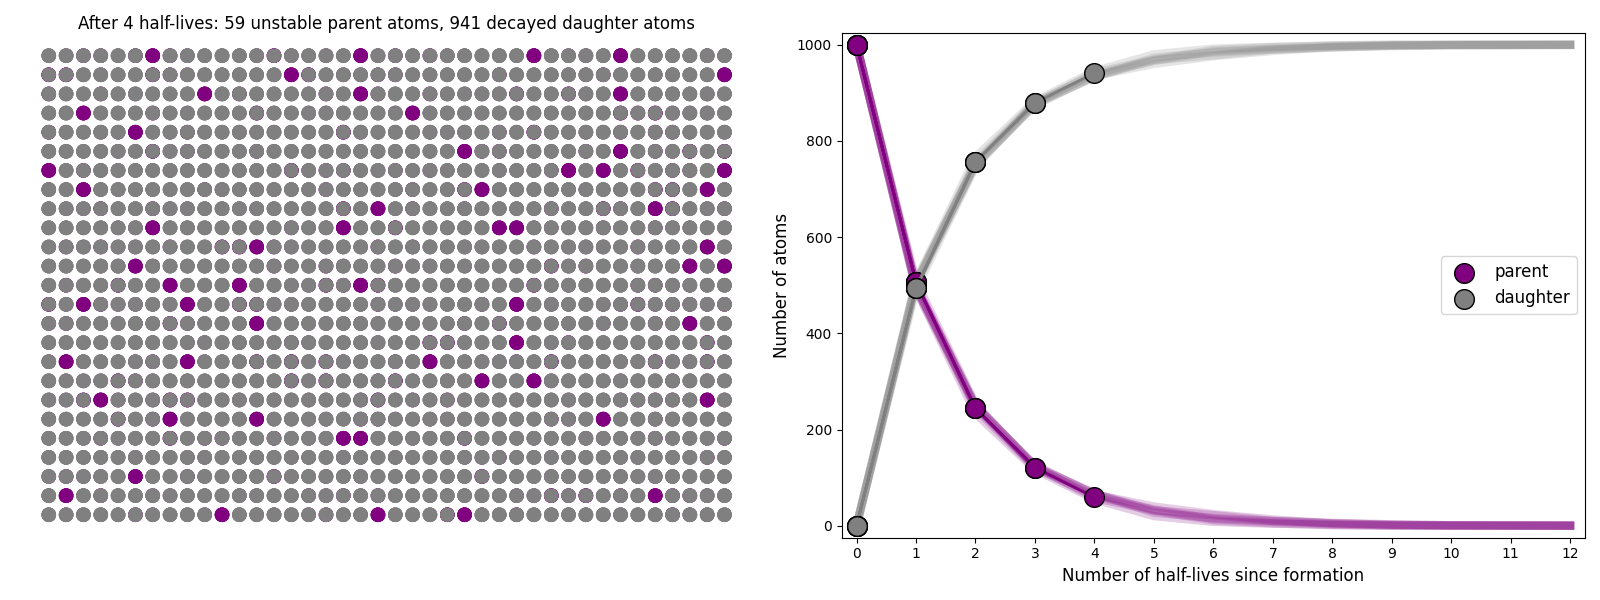 After 4 half-lives: 59 unstable parent atoms, 941 decayed daughter atoms
Number of atoms
1000
800
600
400
200
0
parent
daughter
0 1 2 3 4 5 6 7 8 9 10 11 12
Number of half-lives since formation